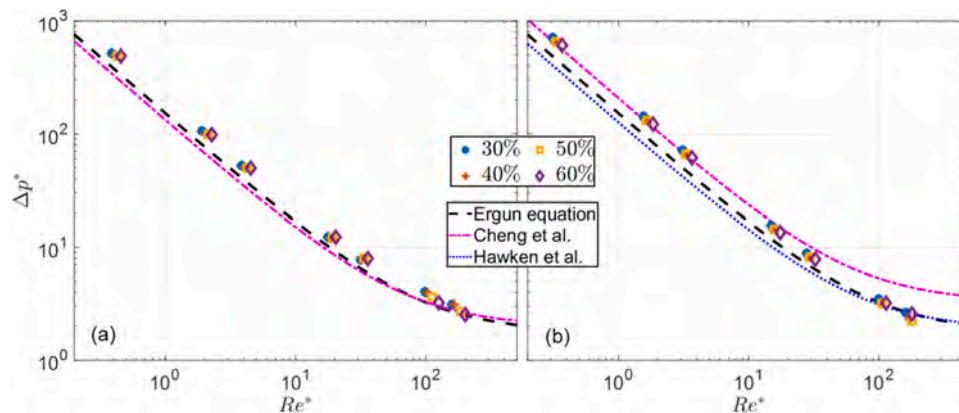 10^3
10^2
10^1
10^0
Δp*
(a)
10^0
10^1
10^2
Re*
30%
50%
40%
60%
Ergun equation
Cheng et al.
Hawken et al.
(b)
10^0
10^1
10^2
Re*